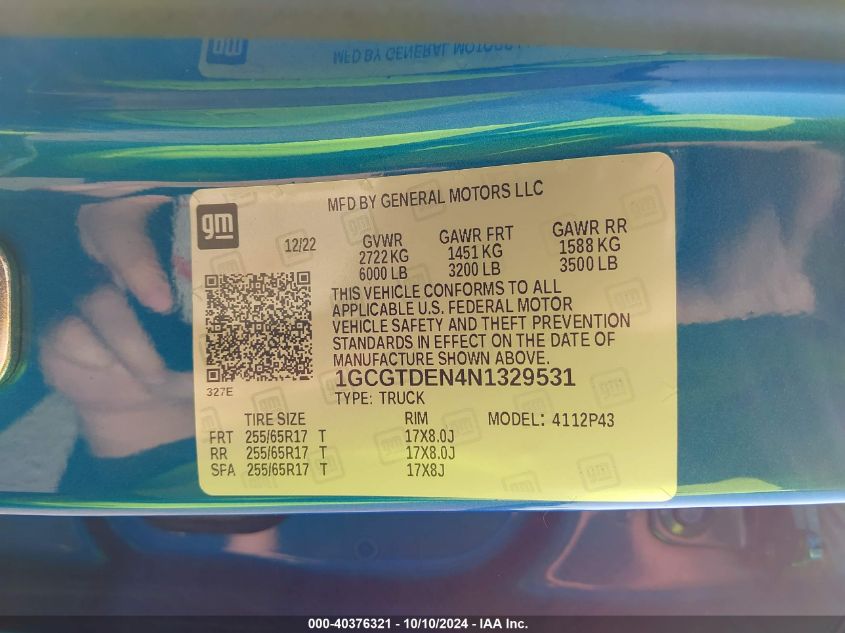 MFD BY GENERAL MOTORS
gm
MFD BY GENERAL MOTORS LLC
12/22
GVWR GAWR FRT GAWR RR
2722 KG 1451 KG 1588 KG
6000 LB 3200 LB 3500 LB
THIS VEHICLE CONFORMS TO ALL
APPLICABLE U.S. FEDERAL MOTOR
VEHICLE SAFETY AND THEFT PREVENTION
STANDARDS IN EFFECT ON THE DATE OF
MANUFACTURE SHOWN ABOVE.
327E
1GCGTDEN4N1329531
TYPE: TRUCK
TIRE SIZE RIM MODEL: 4112P43
FRT 255/65R17 T 17X8.0J
RR 255/65R17 T 17X8.0J
SPA 255/65R17 T 17X8J
000-40376321 - 10/10/2024 - IAA Inc.